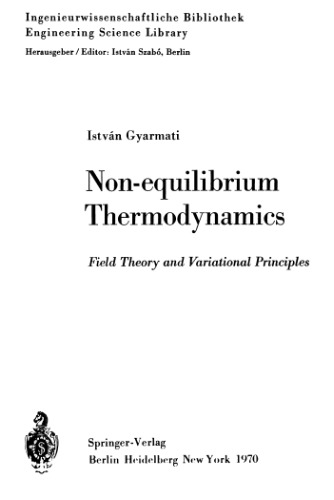 Ingenieurwissenschaftliche Bibliothek
Engineering Science Library
Herausgeber / Editor: István Szabó, Berlin
István Gyarmati
Non-equilibrium
Thermodynamics
Field Theory and Variational Principles
Springer-Verlag
Berlin Heidelberg New York 1970